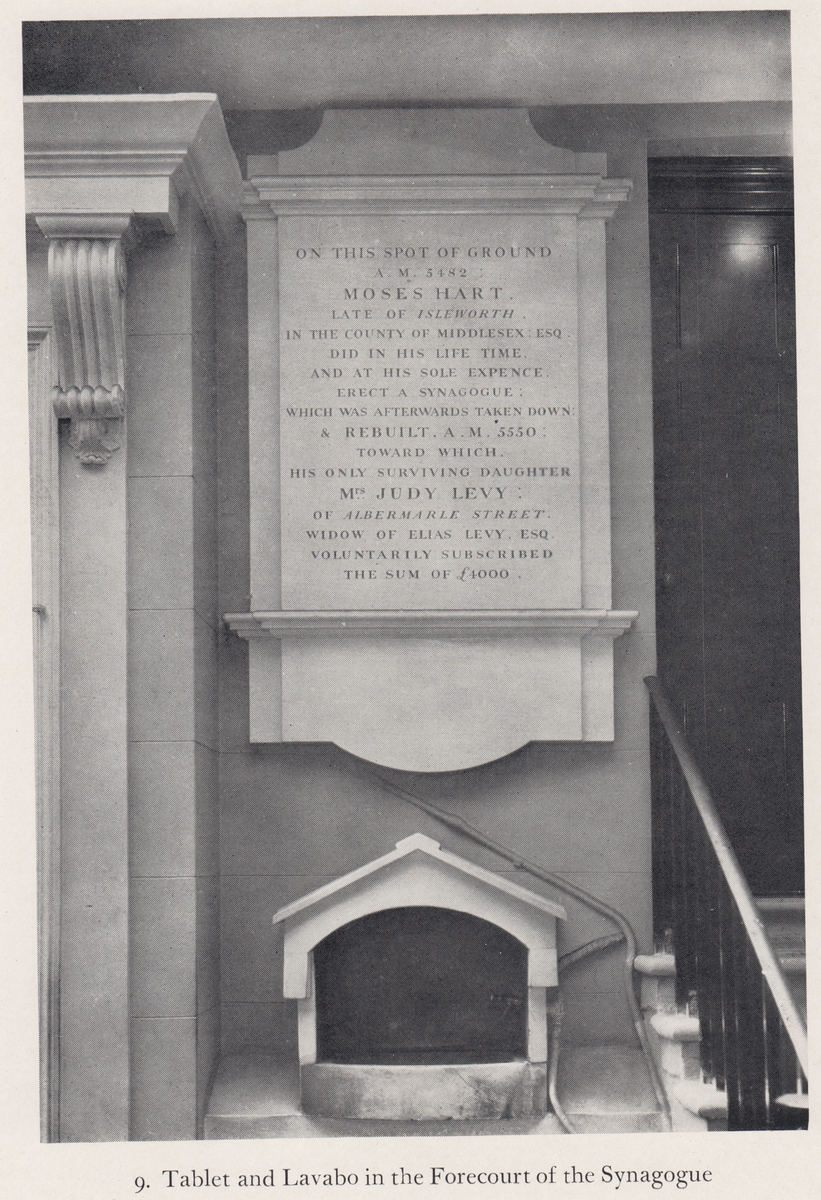 ON THIS SPOT OF GROUND
A.M. 5482 :
MOSES HART.
LATE OF ISLEWORTH.
IN THE COUNTY OF MIDDLESEX: ESQ.
DID IN HIS LIFE TIME,
AND AT HIS SOLE EXPENCE,
ERECT A SYNAGOGUE;
WHICH WAS AFTERWARDS TAKEN DOWN:
& REBUILT, A.M. 5550:
TOWARD WHICH,
HIS ONLY SURVIVING DAUGHTER
Mrs JUDY LEVY:
OF ALBERMARLE STREET.
WIDOW OF ELIAS LEVY, ESQ.
VOLUNTARILY SUBSCRIBED
THE SUM OF £4000.
9. Tablet and Lavabo in the Forecourt of the Synagogue